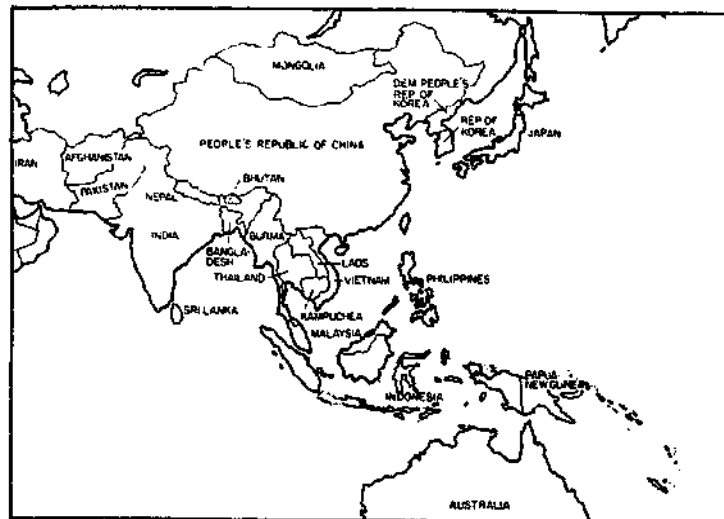 MONGOLIA
DEM PEOPLE'S
REP OF
KOREA
REP OF
KOREA
JAPAN
PEOPLE'S REPUBLIC OF CHINA
IRAN
AFGHANISTAN
PAKISTAN
NEPAL
BHUTAN
INDIA
BURMA
BANGLA-
DESH
LAOS
THAILAND
VIETNAM
PHILIPPINES
SRI LANKA
KAMPUCHEA
MALAYSIA
INDONESIA
PAPUA
NEW GUINEA
AUSTRALIA